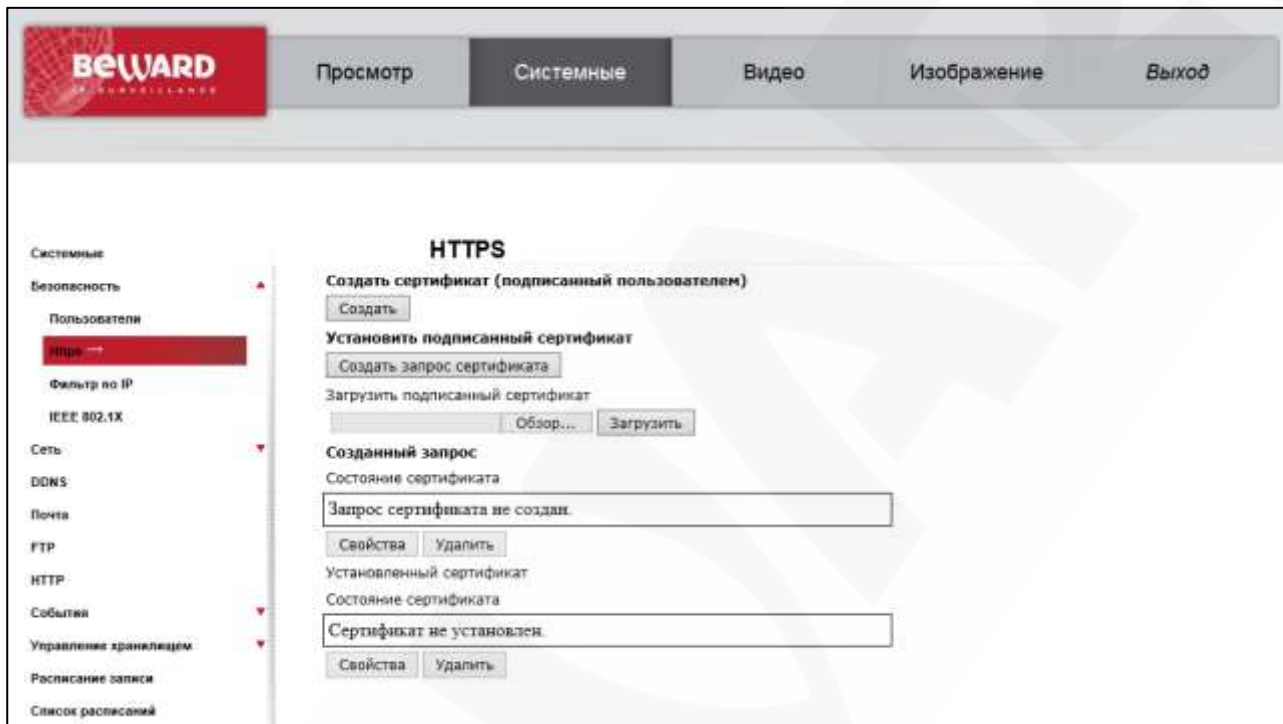 BEWARD
IP SURVEILLANCE
Просмотр
Системные
Видео
Изображение
Выход
Системные
Безопасность
Пользователи
Https →
Фильтр по IP
IEEE 802.1X
Сеть
DDNS
Почта
FTP
HTTP
События
Управление хранилищем
Расписание записи
Список расписаний
HTTPS
Создать сертификат (подписанный пользователем)
Создать
Установить подписанный сертификат
Создать запрос сертификата
Загрузить подписанный сертификат
Обзор... Загрузить
Созданный запрос
Состояние сертификата
Запрос сертификата не создан.
Свойства Удалить
Установленный сертификат
Состояние сертификата
Сертификат не установлен.
Свойства Удалить